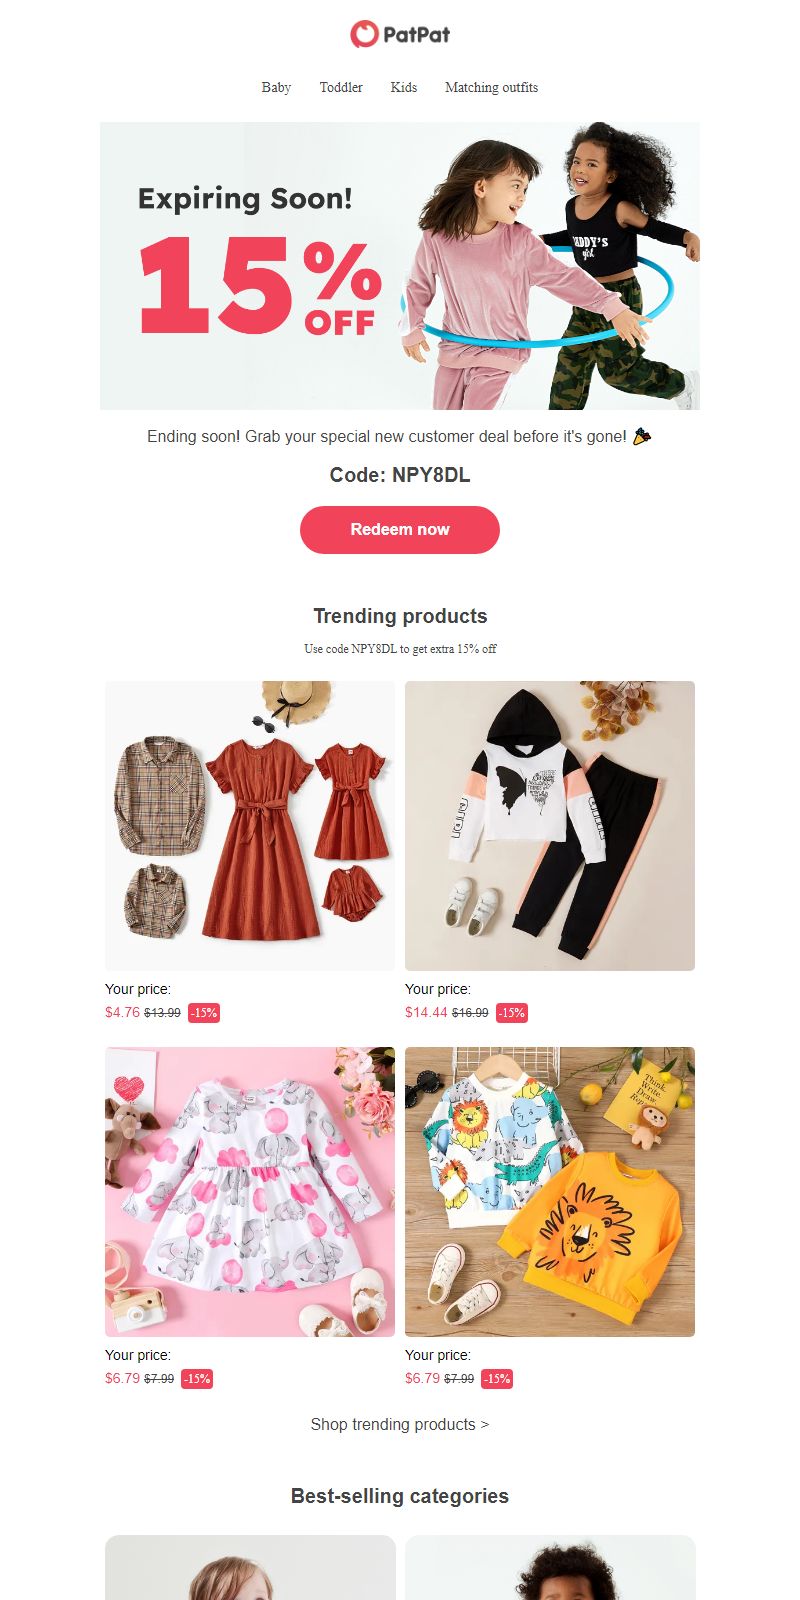 PatPat
Baby Toddler Kids Matching outfits
Expiring Soon!
15% OFF
Ending soon! Grab your special new customer deal before it's gone!
Code: NPY8DL
Redeem now
Trending products
Use code NPY8DL to get extra 15% off
Your price:
$4.76 $13.99 -15%
Your price:
$14.44 $16.99 -15%
Think.
Write.
Draw.
Your price:
$6.79 $7.99 -15%
Your price:
$6.79 $7.99 -15%
Shop trending products >
Best-selling categories